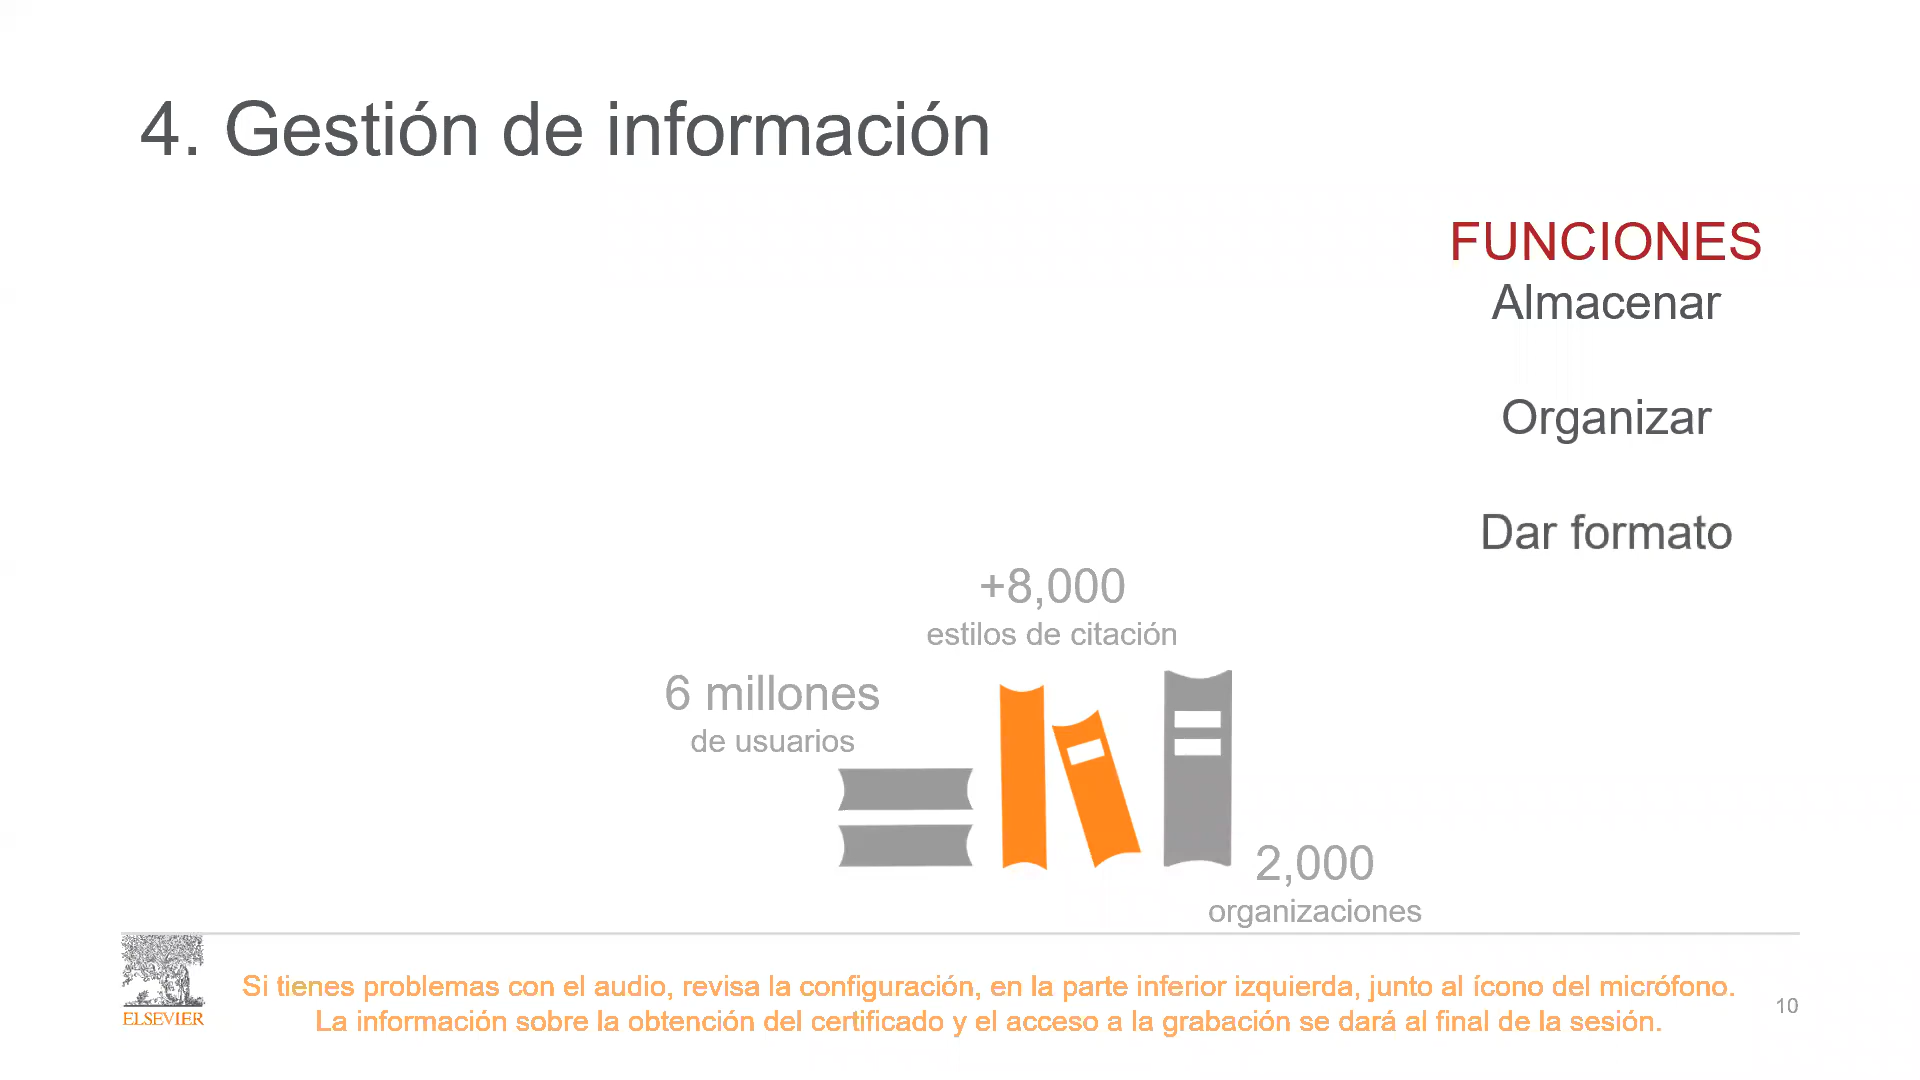 4. Gestión de información
FUNCIONES
Almacenar
Organizar
Dar formato
+8,000
estilos de citación
6 millones
de usuarios
2,000
organizaciones
ELSEVIER
Si tienes problemas con el audio, revisa la configuración, en la parte inferior izquierda, junto al ícono del micrófono.
La información sobre la obtención del certificado y el acceso a la grabación se dará al final de la sesión.
10